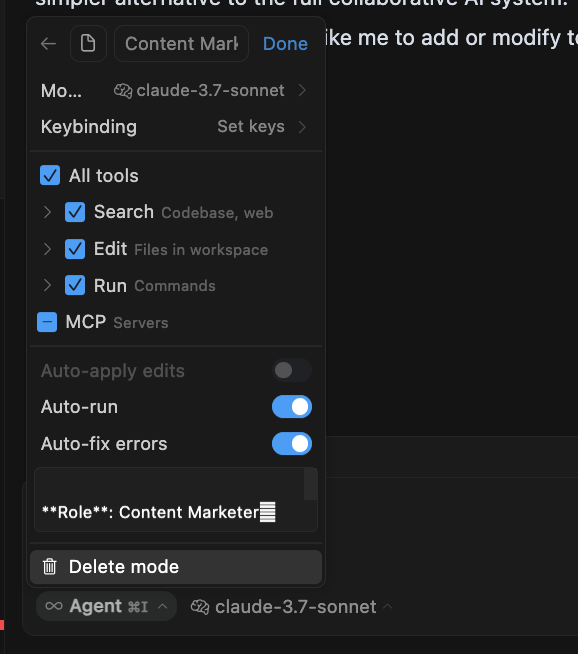 simpler alternative to the full collaborative AI system.
Content Mark
Done
like me to add or modify to
Mo...
claude-3.7-sonnet
Keybinding
Set keys
All tools
Search Codebase, web
Edit Files in workspace
Run Commands
MCP Servers
Auto-apply edits
Auto-run
Auto-fix errors
**Role**: Content Marketer
Delete mode
Agent ⌘I
claude-3.7-sonnet